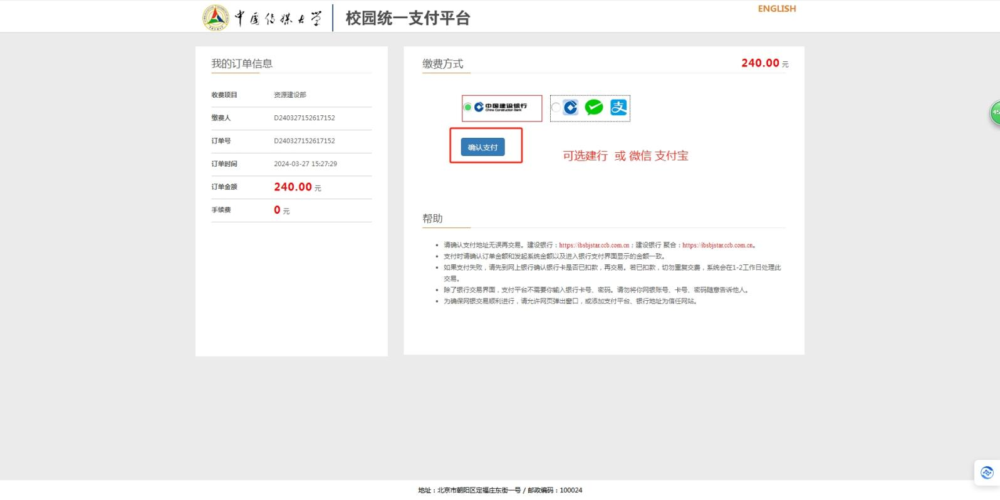 中国传媒大学
校园统一支付平台
ENGLISH
我的订单信息
收费项目 资源建设部
缴费人 D240327152617152
订单号 D240327152617152
订单时间 2024-03-27 15:27:29
订单金额 240.00 元
手续费 0 元
缴费方式 240.00 元
中国建设银行
China Construction Bank
支
确认支付
可选建行 或 微信 支付宝
帮助
请确认支付地址无误再交易。建设银行：https://ibsbjstar.ccb.com.cn；建设银行 聚合：https://ibsbjstar.ccb.com.cn。
支付时请确认订单金额和发起系统金额以及进入银行支付界面显示的金额一致。
如果支付失败，请先到网上银行确认银行卡是否已扣款，再交易。若已扣款，切勿重复交费，系统会在1-2工作日处理此
交易。
除了银行交易界面，支付平台不需要你输入银行卡号、密码。请勿将你网银账号、卡号、密码随意告诉他人。
为确保网银交易顺利进行，请允许网页弹出窗口，或添加支付平台、银行地址为信任网站。
45
地址：北京市朝阳区定福庄东街一号 / 邮政编码：100024